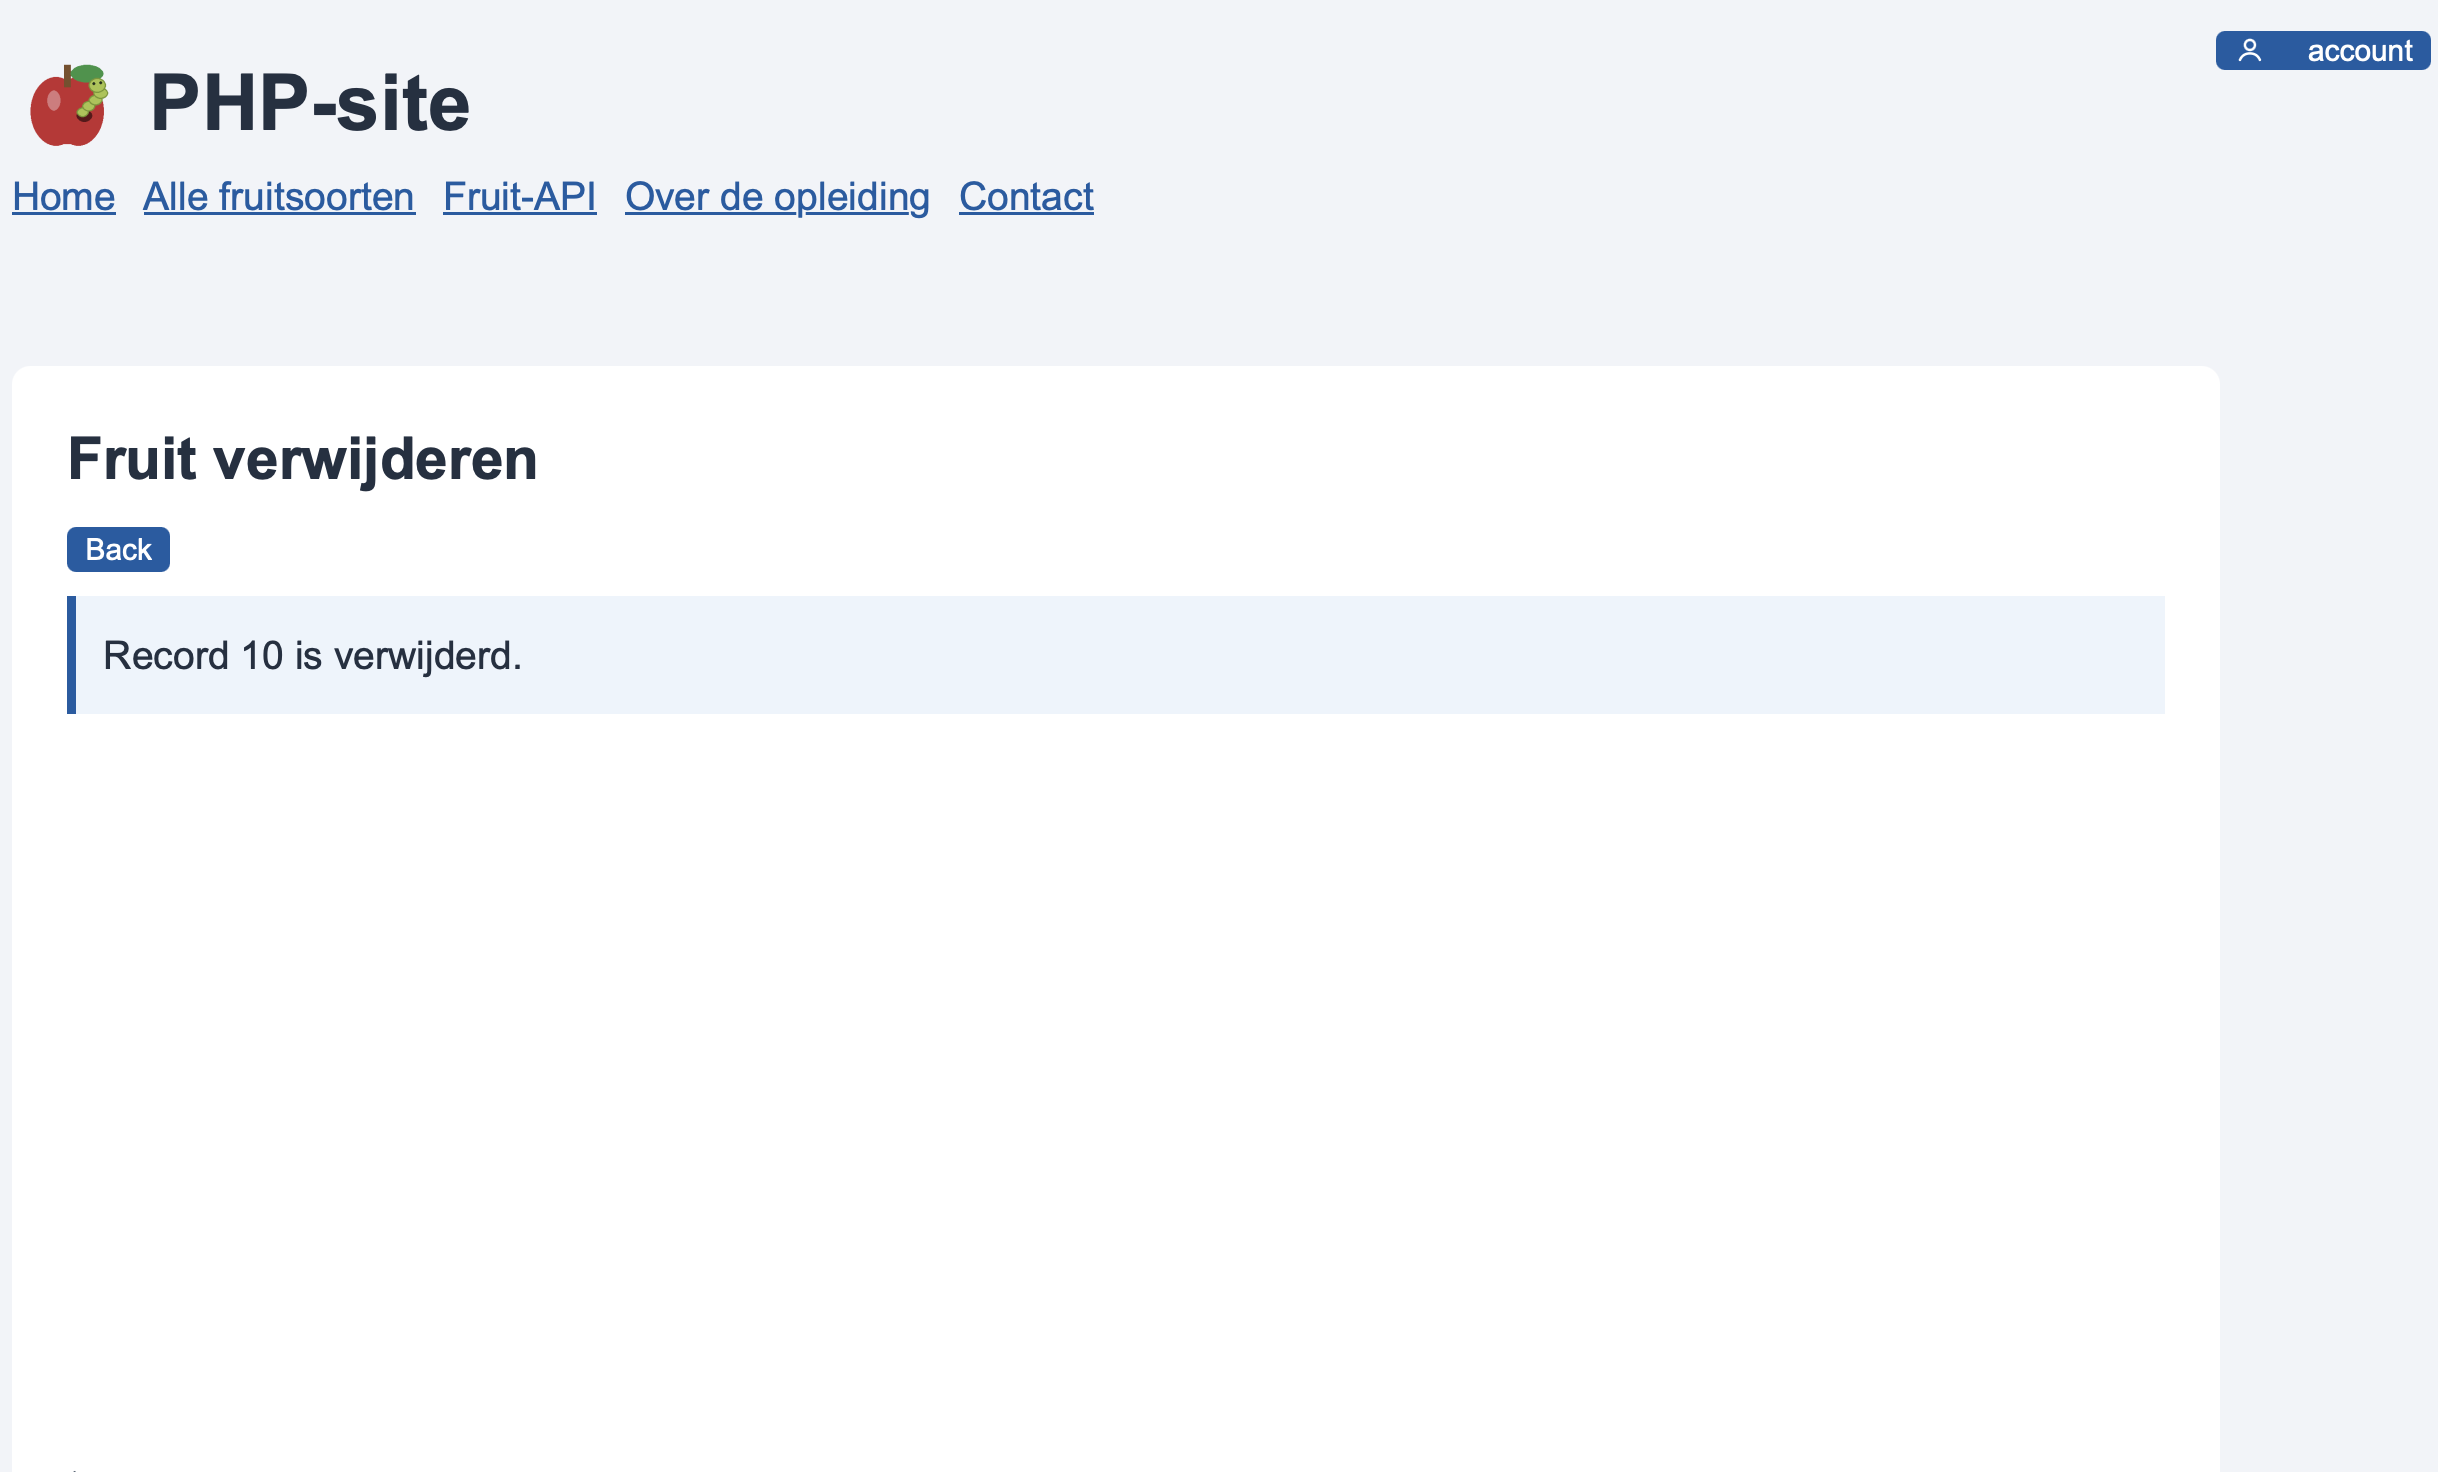 PHP-site
account
Home Alle fruitsoorten Fruit-API Over de opleiding Contact
Fruit verwijderen
Back
Record 10 is verwijderd.